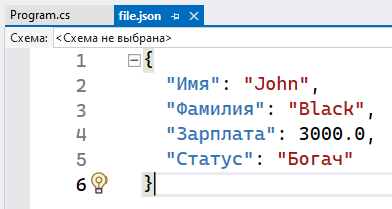 Program.cs file.json
Схема: <Схема не выбрана>
1 {
2 "Имя": "John",
3 "Фамилия": "Black",
4 "Зарплата": 3000.0,
5 "Статус": "Богач"
6 }